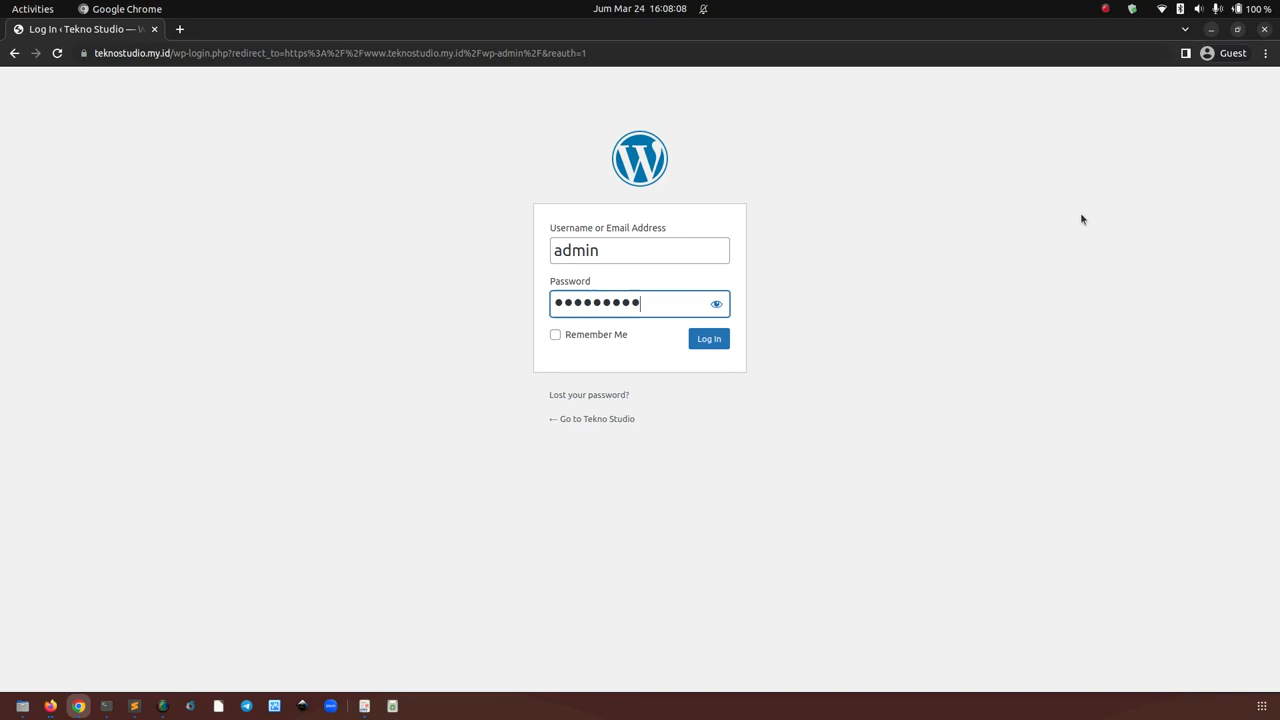 Activities
Google Chrome
Jum Mar 24 16:08:08
100 %
Log In ‹ Tekno Studio —
teknostudio.my.id/wp-login.php?redirect_to=https%3A%2F%2Fwww.teknostudio.my.id%2Fwp-admin%2F&reauth=1
Guest
Username or Email Address
admin
Password
•••••••••
Remember Me
Log In
Lost your password?
← Go to Tekno Studio